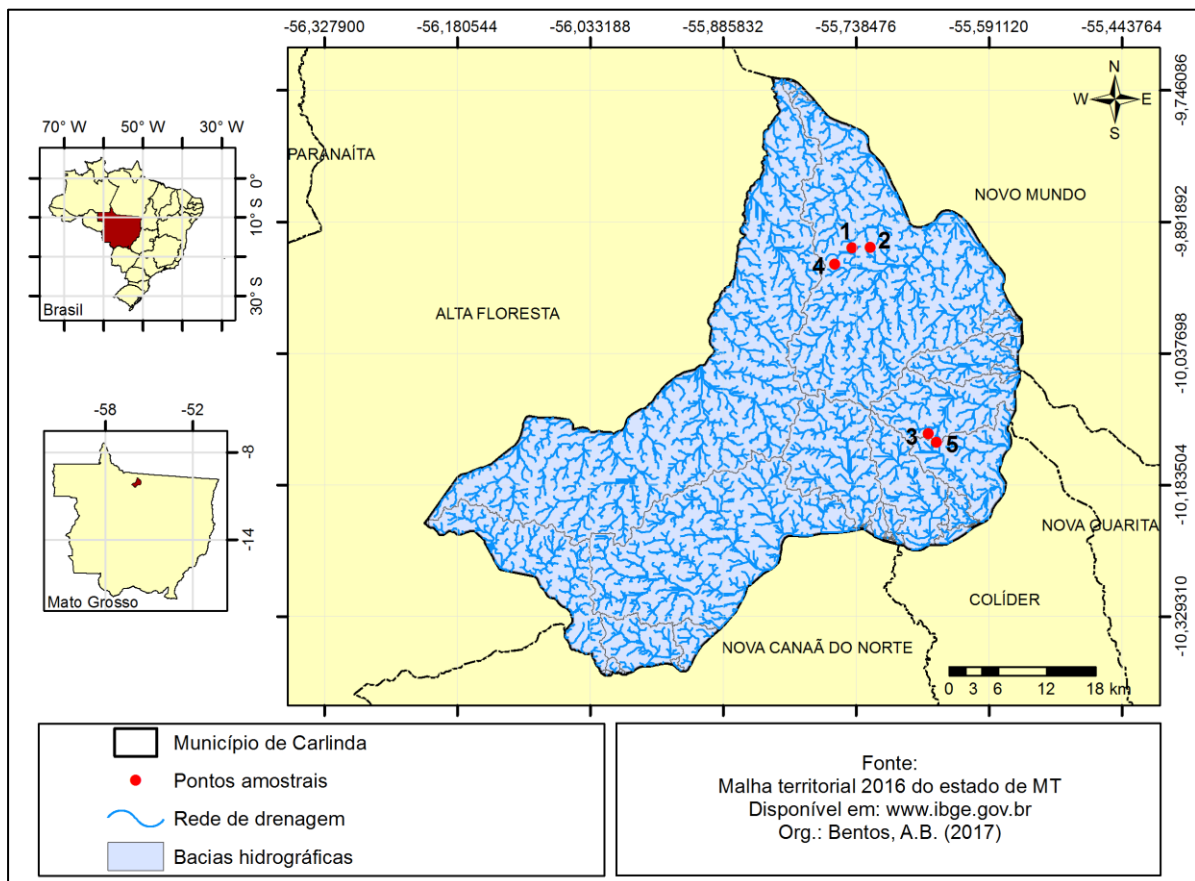 -56,327900 -56,180544 -56,033188 -55,885832 -55,738476 -55,591120 -55,443764
-9,746086
-9,891892
-10,037698
-10,183504
-10,329310
N
W E
S
PARANAÍTA
NOVO MUNDO
ALTA FLORESTA
1
2
4
3
5
NOVA GUARITA
COLÍDER
NOVA CANAÃ DO NORTE
0 3 6 12 18 km
70° W 50° W 30° W
0°
10° S
20° S
30° S
Brasil
-58 -52
-8
-14
Mato Grosso
Município de Carlinda
Pontos amostrais
Rede de drenagem
Bacias hidrográficas
Fonte:
Malha territorial 2016 do estado de MT
Disponível em: www.ibge.gov.br
Org.: Bentos, A.B. (2017)